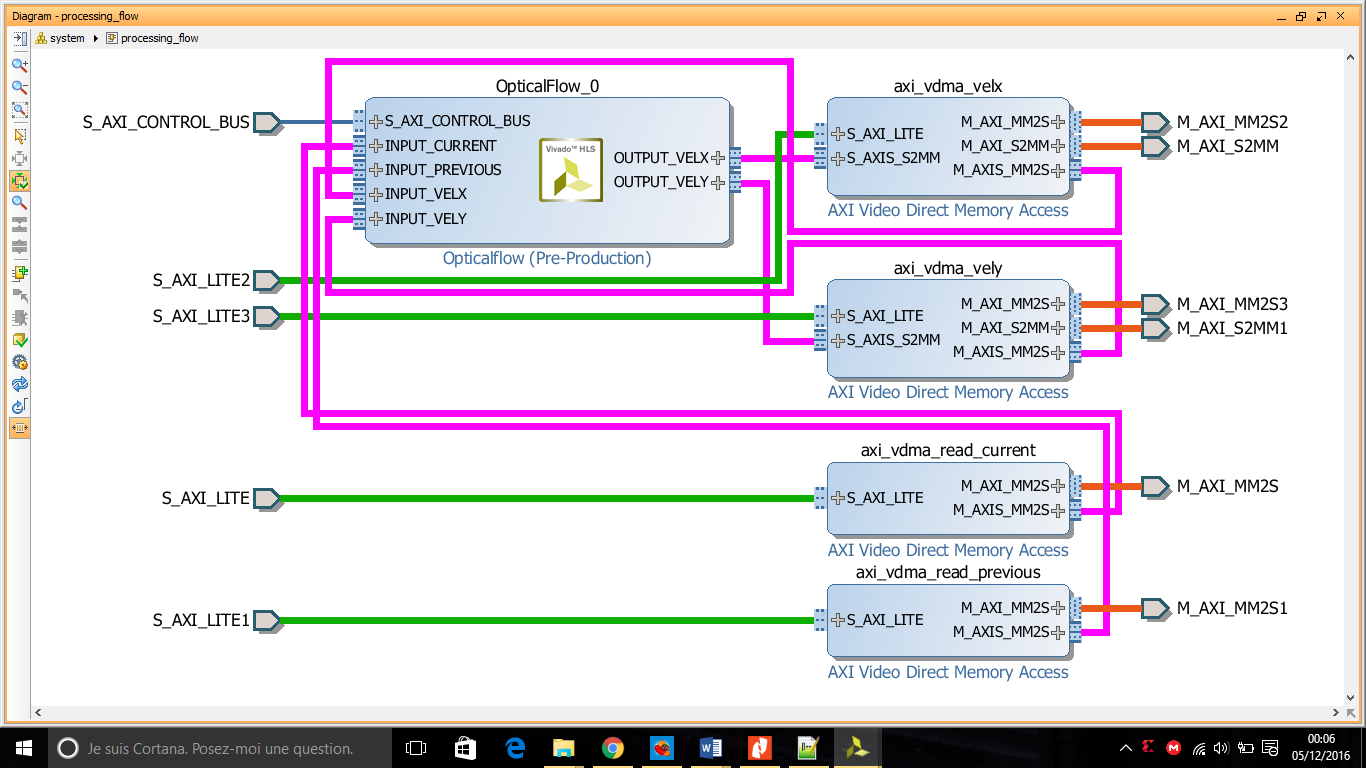 Diagram - processing_flow
system
processing_flow
OpticalFlow_0
S_AXI_CONTROL_BUS
S_AXI_CONTROL_BUS
INPUT_CURRENT
INPUT_PREVIOUS
INPUT_VELX
INPUT_VELY
Vivado™ HLS
OUTPUT_VELX
OUTPUT_VELY
Opticalflow (Pre-Production)
axi_vdma_velx
S_AXI_LITE
S_AXIS_S2MM
M_AXI_MM2S
M_AXI_S2MM
M_AXIS_MM2S
AXI Video Direct Memory Access
M_AXI_MM2S2
M_AXI_S2MM
S_AXI_LITE2
S_AXI_LITE3
axi_vdma_vely
S_AXI_LITE
S_AXIS_S2MM
M_AXI_MM2S
M_AXI_S2MM
M_AXIS_MM2S
AXI Video Direct Memory Access
M_AXI_MM2S3
M_AXI_S2MM1
axi_vdma_read_current
S_AXI_LITE
S_AXI_LITE
M_AXI_MM2S
M_AXIS_MM2S
AXI Video Direct Memory Access
M_AXI_MM2S
axi_vdma_read_previous
S_AXI_LITE1
S_AXI_LITE
M_AXI_MM2S
M_AXIS_MM2S
AXI Video Direct Memory Access
M_AXI_MM2S1
Je suis Cortana. Posez-moi une question.
00:06
05/12/2016